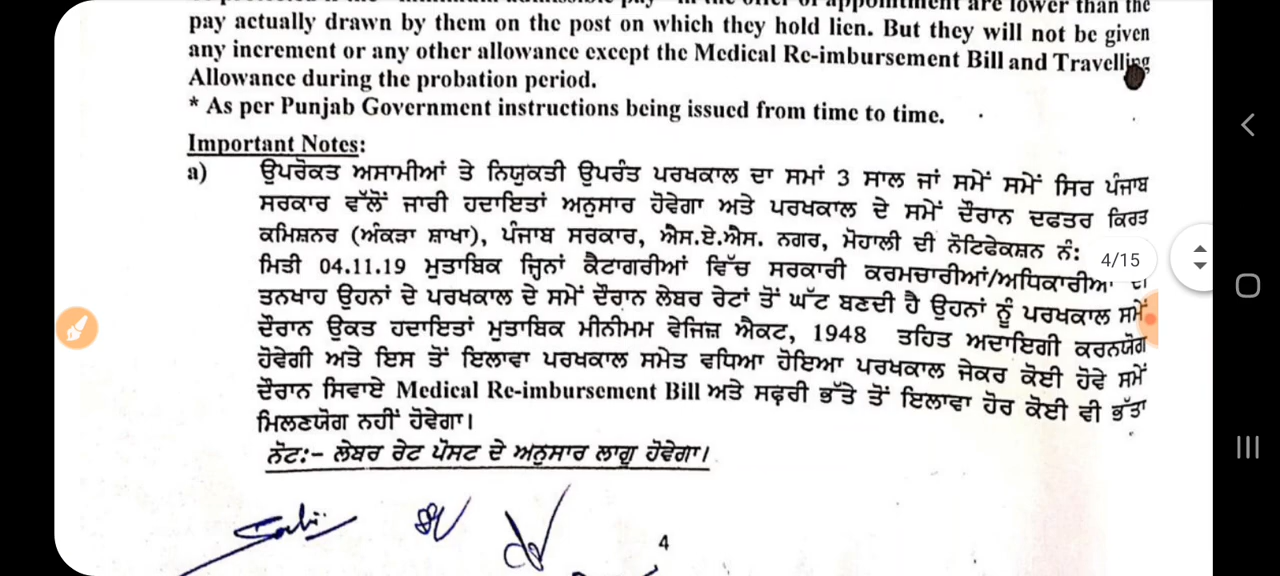 pay actually drawn by them on the post on which they hold lien. But they will not be given
any increment or any other allowance except the Medical Re-imbursement Bill and Travelling
Allowance during the probation period.
* As per Punjab Government instructions being issued from time to time.
Important Notes:
a) ਉਪਰੋਕਤ ਅਸਾਮੀਆਂ ਤੇ ਨਿਯੁਕਤੀ ਉਪਰੰਤ ਪਰਖਕਾਲ ਦਾ ਸਮਾਂ 3 ਸਾਲ ਜਾਂ ਸਮੇਂ ਸਮੇਂ ਸਿਰ ਪੰਜਾਬ
ਸਰਕਾਰ ਵੱਲੋਂ ਜਾਰੀ ਹਦਾਇਤਾਂ ਅਨੁਸਾਰ ਹੋਵੇਗਾ ਅਤੇ ਪਰਖਕਾਲ ਦੇ ਸਮੇਂ ਦੌਰਾਨ ਦਫਤਰ ਕਿਰਤ
ਕਮਿਸ਼ਨਰ (ਅੰਕੜਾ ਸ਼ਾਖਾ), ਪੰਜਾਬ ਸਰਕਾਰ, ਐਸ.ਏ.ਐਸ. ਨਗਰ, ਮੋਹਾਲੀ ਦੀ ਨੋਟਿਫੇਕਸ਼ਨ ਨੰ:
4/15
ਮਿਤੀ 04.11.19 ਮੁਤਾਬਿਕ ਜ੍ਹਿਨਾਂ ਕੈਟਾਗਰੀਆਂ ਵਿੱਚ ਸਰਕਾਰੀ ਕਰਮਚਾਰੀਆਂ/ਅਧਿਕਾਰੀਆਂ ਦੀ
ਤਨਖਾਹ ਉਹਨਾਂ ਦੇ ਪਰਖਕਾਲ ਦੇ ਸਮੇਂ ਦੌਰਾਨ ਲੇਬਰ ਰੇਟਾਂ ਤੋਂ ਘੱਟ ਬਣਦੀ ਹੈ ਉਹਨਾਂ ਨੂੰ ਪਰਖਕਾਲ ਸਮੇਂ
ਦੌਰਾਨ ਉਕਤ ਹਦਾਇਤਾਂ ਮੁਤਾਬਿਕ ਮੀਨੀਮਮ ਵੇਜਿਜ਼ ਐਕਟ, 1948 ਤਹਿਤ ਅਦਾਇਗੀ ਕਰਨਯੋਗ
ਹੋਵੇਗੀ ਅਤੇ ਇਸ ਤੋਂ ਇਲਾਵਾ ਪਰਖਕਾਲ ਸਮੇਤ ਵਧਿਆ ਹੋਇਆ ਪਰਖਕਾਲ ਜੇਕਰ ਕੋਈ ਹੋਵੇ ਸਮੇਂ
ਦੌਰਾਨ ਸਿਵਾਏ Medical Re-imbursement Bill ਅਤੇ ਸਫ਼ਰੀ ਭੱਤੇ ਤੋਂ ਇਲਾਵਾ ਹੋਰ ਕੋਈ ਵੀ ਭੱਤਾ
ਮਿਲਣਯੋਗ ਨਹੀਂ ਹੋਵੇਗਾ।
ਨੋਟ:- ਲੇਬਰ ਰੇਟ ਪੋਸਟ ਦੇ ਅਨੁਸਾਰ ਲਾਗੂ ਹੋਵੇਗਾ।
4